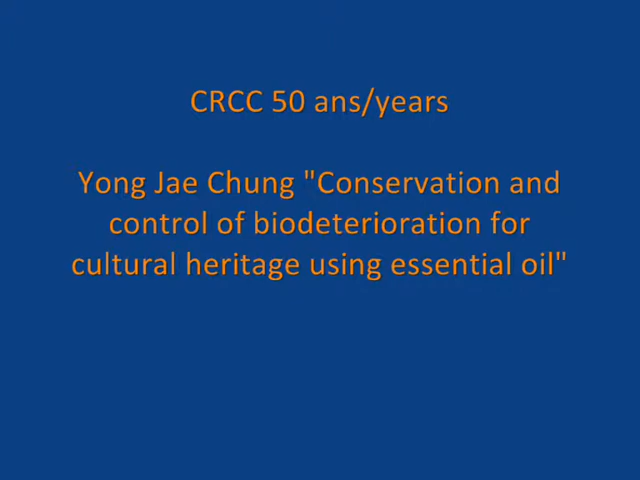 CRCC 50 ans/years
Yong Jae Chung "Conservation and
control of biodeterioration for
cultural heritage using essential oil"